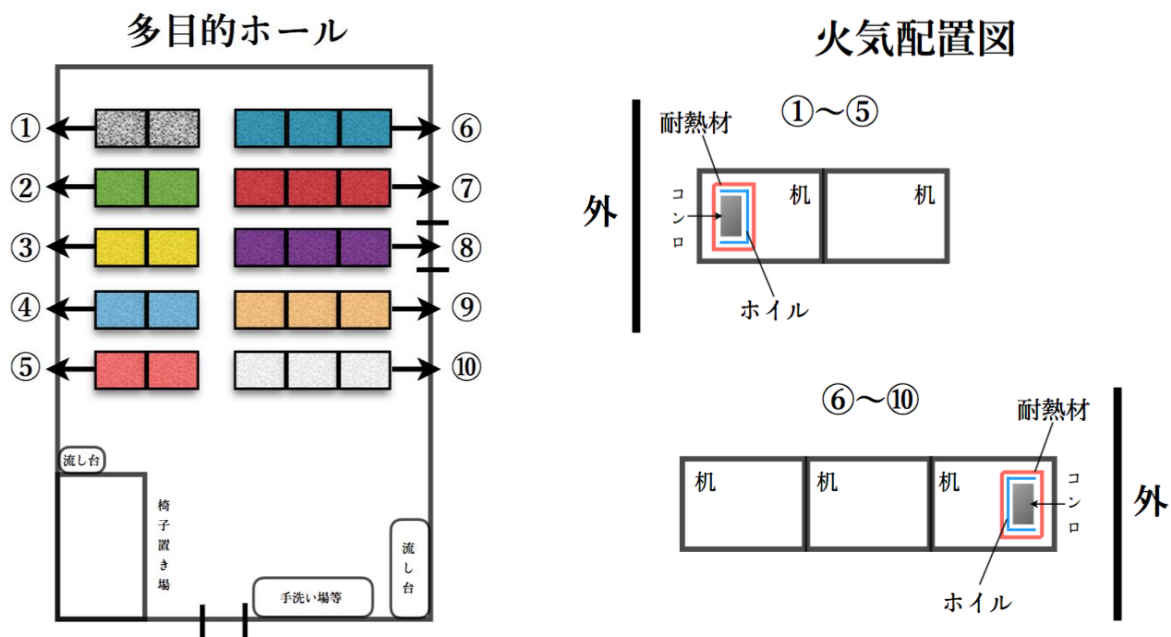 多目的ホール
①
②
③
④
⑤
⑥
⑦
⑧
⑨
⑩
流し台
椅子置き場
手洗い場等
流し台
火気配置図
①〜⑤
耐熱材
外
コンロ
机
机
ホイル
⑥〜⑩
耐熱材
机
机
机
コンロ
外
ホイル